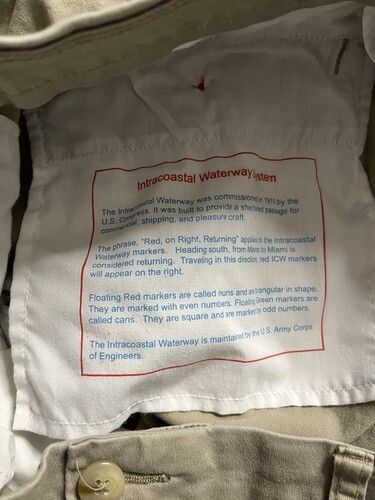 Intracoastal Waterway System
The Intracoastal Waterway was commissioned in 1919 by the
U.S. Congress. It was built to provide a sheltered passage for
commercial, shipping, and pleasure craft.
The phrase, "Red, on Right, Returning" applies to the Intracoastal
Waterway markers. Heading south, from Maine to Miami is
considered returning. Traveling in this direction, red ICW markers
will appear on the right.
Floating Red markers are called nuns and are triangular in shape.
They are marked with even numbers. Floating Green markers are
called cans. They are square and are marked by odd numbers.
The Intracoastal Waterway is maintained by the U.S. Army Corps
of Engineers.